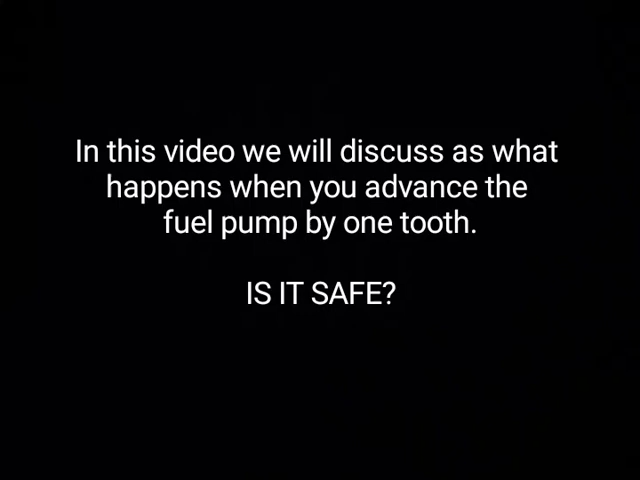 In this video we will discuss as what
happens when you advance the
fuel pump by one tooth.
IS IT SAFE?